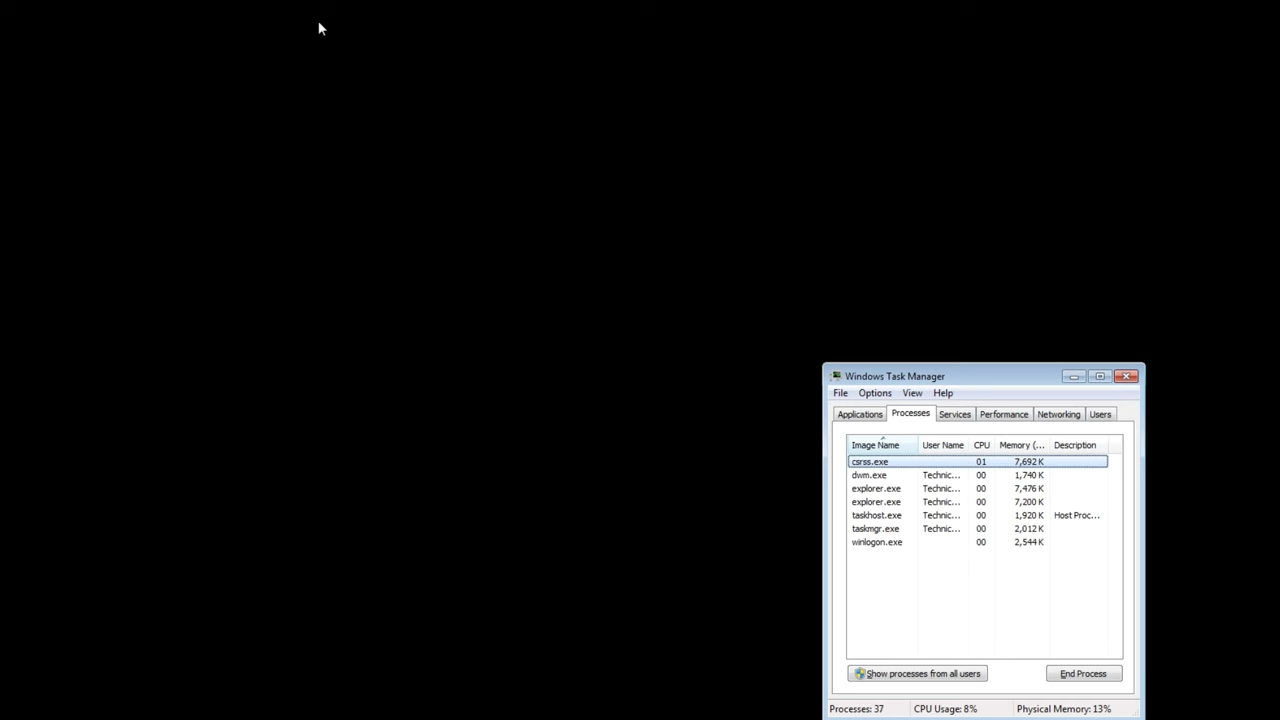 Windows Task Manager
File Options View Help
Applications Processes Services Performance Networking Users
Image Name User Name CPU Memory (... Description
csrss.exe 01 7,692 K
dwm.exe Technic... 00 1,740 K
explorer.exe Technic... 00 7,476 K
explorer.exe Technic... 00 7,200 K
taskhost.exe Technic... 00 1,920 K Host Proc...
taskmgr.exe Technic... 00 2,012 K
winlogon.exe 00 2,544 K
Show processes from all users End Process
Processes: 37 CPU Usage: 8% Physical Memory: 13%